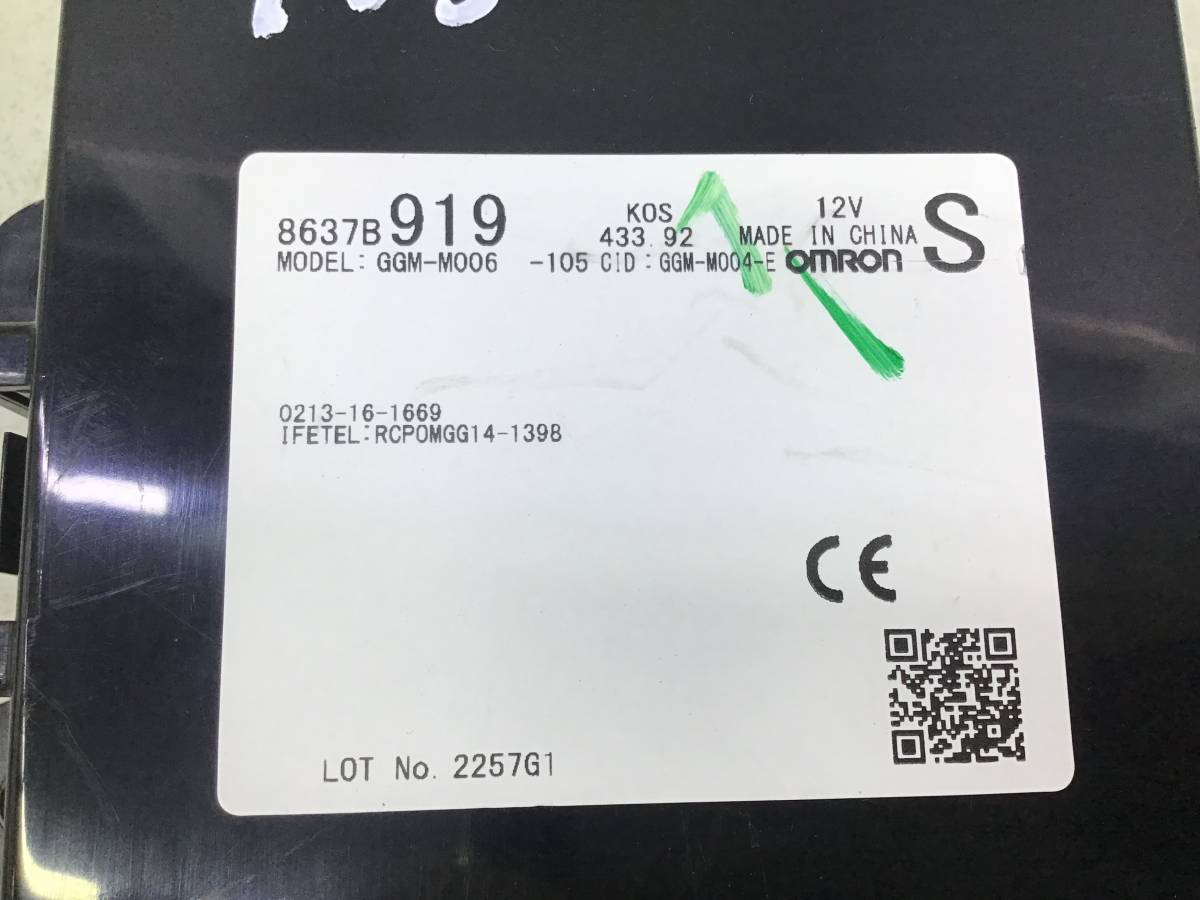 8637B919 KOS 12V S
433.92 MADE IN CHINA
MODEL: GGM-M006 -105 CID : GGM-M004-E OMRON
0213-16-1669
IFETEL:RCPOMGG14-1398
CE
LOT No. 2257G1